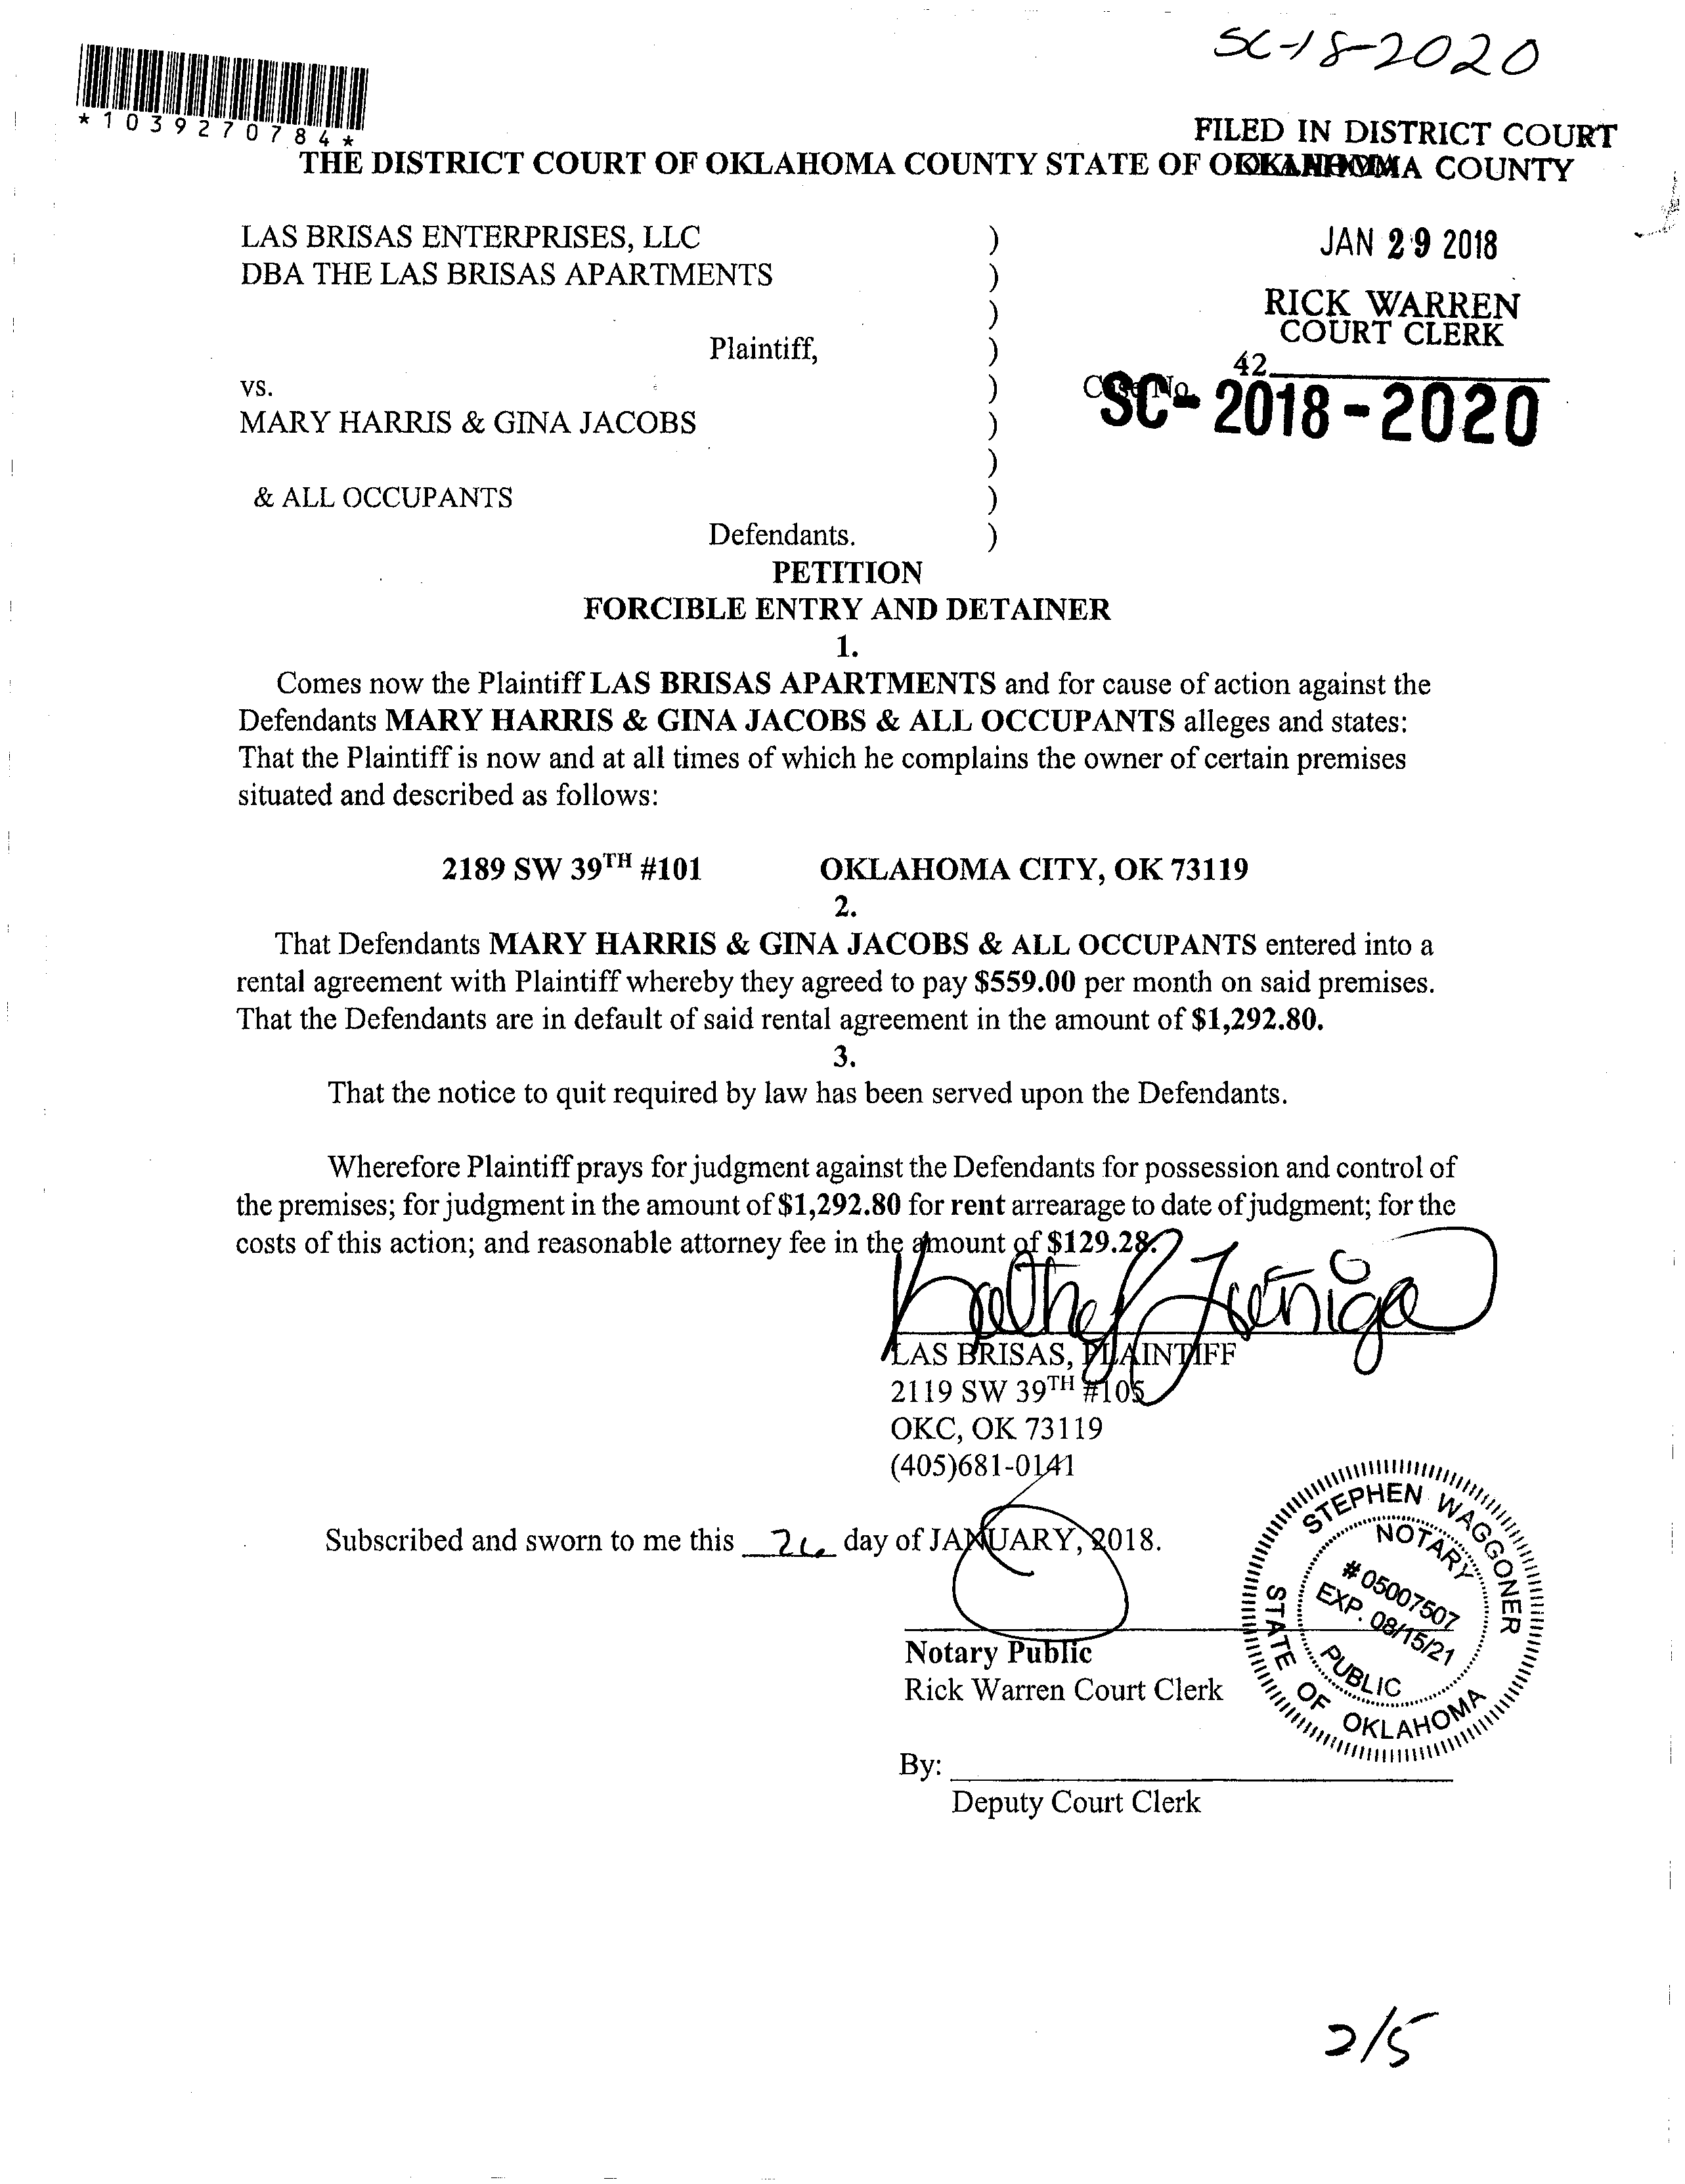 SC-18-2020
*1039270784*
FILED IN DISTRICT COURT
THE DISTRICT COURT OF OKLAHOMA COUNTY STATE OF OKLAHOMA
OKLAHOMA COUNTY
LAS BRISAS ENTERPRISES, LLC )
DBA THE LAS BRISAS APARTMENTS )
JAN 29 2018
)
RICK WARREN
COURT CLERK
Plaintiff, )
42
vs. ) Case No.
SC-2018-2020
MARY HARRIS & GINA JACOBS )
)
& ALL OCCUPANTS )
Defendants. )
PETITION
FORCIBLE ENTRY AND DETAINER
1.
Comes now the Plaintiff LAS BRISAS APARTMENTS and for cause of action against the
Defendants MARY HARRIS & GINA JACOBS & ALL OCCUPANTS alleges and states:
That the Plaintiff is now and at all times of which he complains the owner of certain premises
situated and described as follows:
2189 SW 39TH #101 OKLAHOMA CITY, OK 73119
2.
That Defendants MARY HARRIS & GINA JACOBS & ALL OCCUPANTS entered into a
rental agreement with Plaintiff whereby they agreed to pay $559.00 per month on said premises.
That the Defendants are in default of said rental agreement in the amount of $1,292.80.
3.
That the notice to quit required by law has been served upon the Defendants.
Wherefore Plaintiff prays for judgment against the Defendants for possession and control of
the premises; for judgment in the amount of $1,292.80 for rent arrearage to date of judgment; for the
costs of this action; and reasonable attorney fee in the amount of $129.28.
LAS BRISAS, PLAINTIFF
2119 SW 39TH #105
OKC, OK 73119
(405)681-0141
Subscribed and sworn to me this 26 day of JANUARY, 2018.
Notary Public
Rick Warren Court Clerk
STEPHEN WAGGONER
NOTARY
# 05007507
EXP. 08/15/21
PUBLIC
STATE OF OKLAHOMA
By:
Deputy Court Clerk
2/5